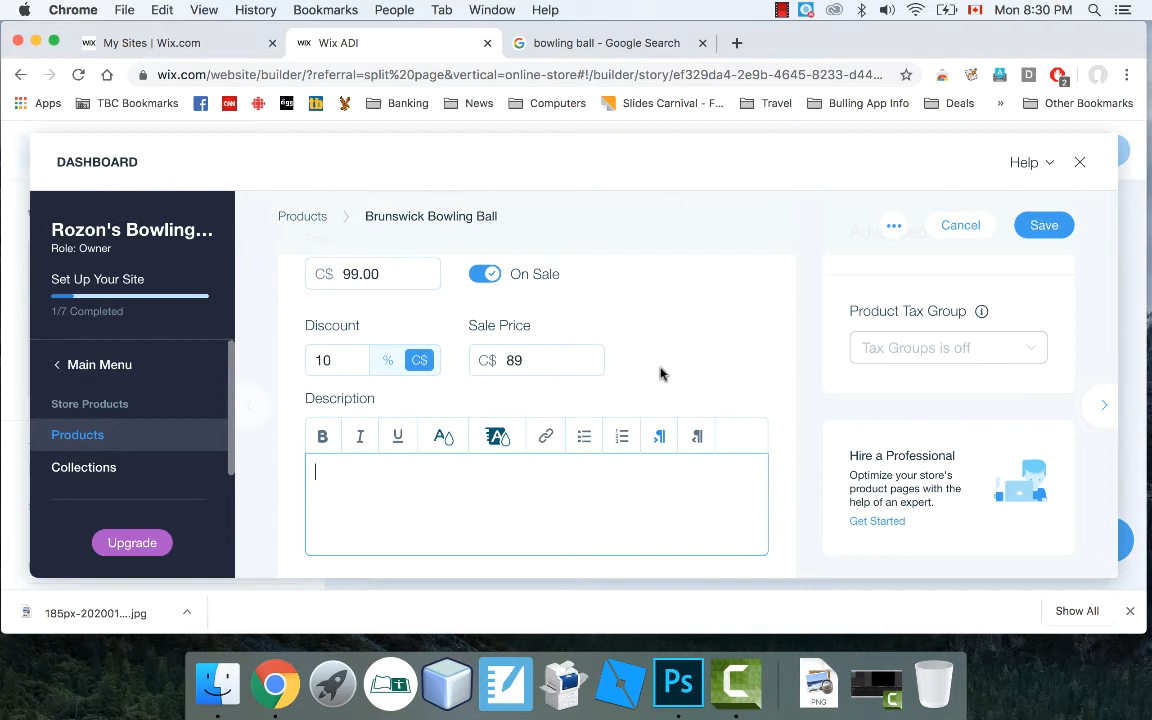 Chrome File Edit View History Bookmarks People Tab Window Help Mon 8:30 PM
WIX My Sites | Wix.com WIX Wix ADI bowling ball - Google Search
wix.com/website/builder/?referral=split%20page&vertical=online-store#!/builder/story/ef329da4-2e9b-4645-8233-d44...
Apps TBC Bookmarks Banking News Computers Slides Carnival - F... Travel Bulling App Info Deals » Other Bookmarks
DASHBOARD Help
Rozon's Bowling...
Role: Owner
Set Up Your Site
1/7 Completed
Main Menu
Store Products
Products
Collections
Upgrade
Products Brunswick Bowling Ball
Cancel Save
C$ 99.00 On Sale
Discount Sale Price
10 % C$ C$ 89
Description
B I U
Product Tax Group
Tax Groups is off
Hire a Professional
Optimize your store's
product pages with the
help of an expert.
Get Started
185px-202001....jpg Show All
PNG Ps C